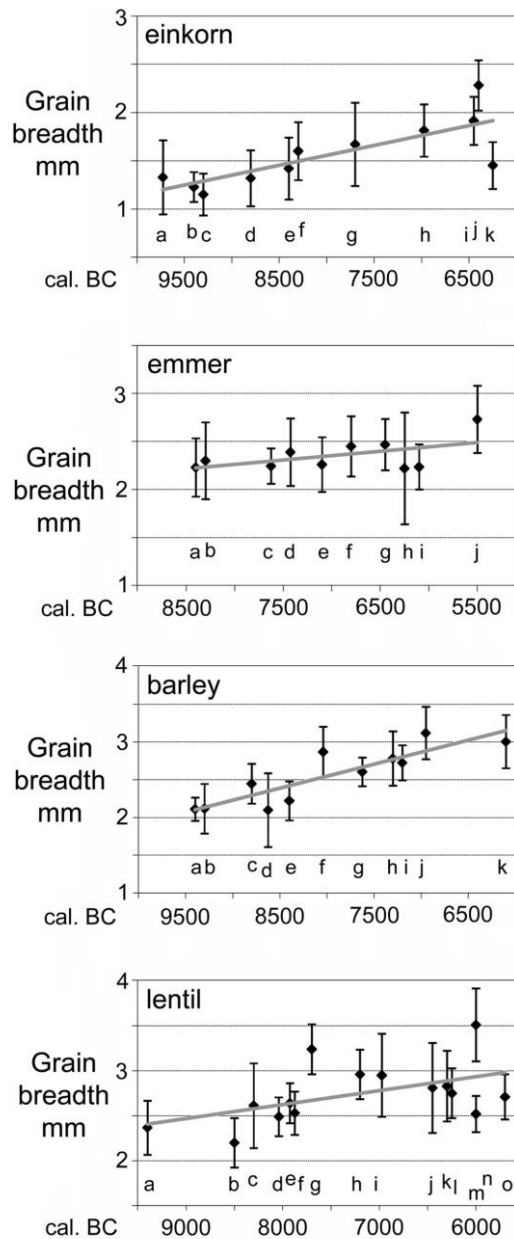 3
einkorn
Grain
breadth
mm
2
1
a b c d e f g h i j k
cal. BC 9500 8500 7500 6500
emmer
3
Grain
breadth
mm
2
1
a b c d e f g h i j
cal. BC 8500 7500 6500 5500
4
barley
Grain
breadth
mm
3
2
1
a b c d e f g h i j k
cal. BC 9500 8500 7500 6500
4
lentil
Grain
breadth
mm
3
2
a b c d e f g h i j k l m n o
9000 8000 7000 6000